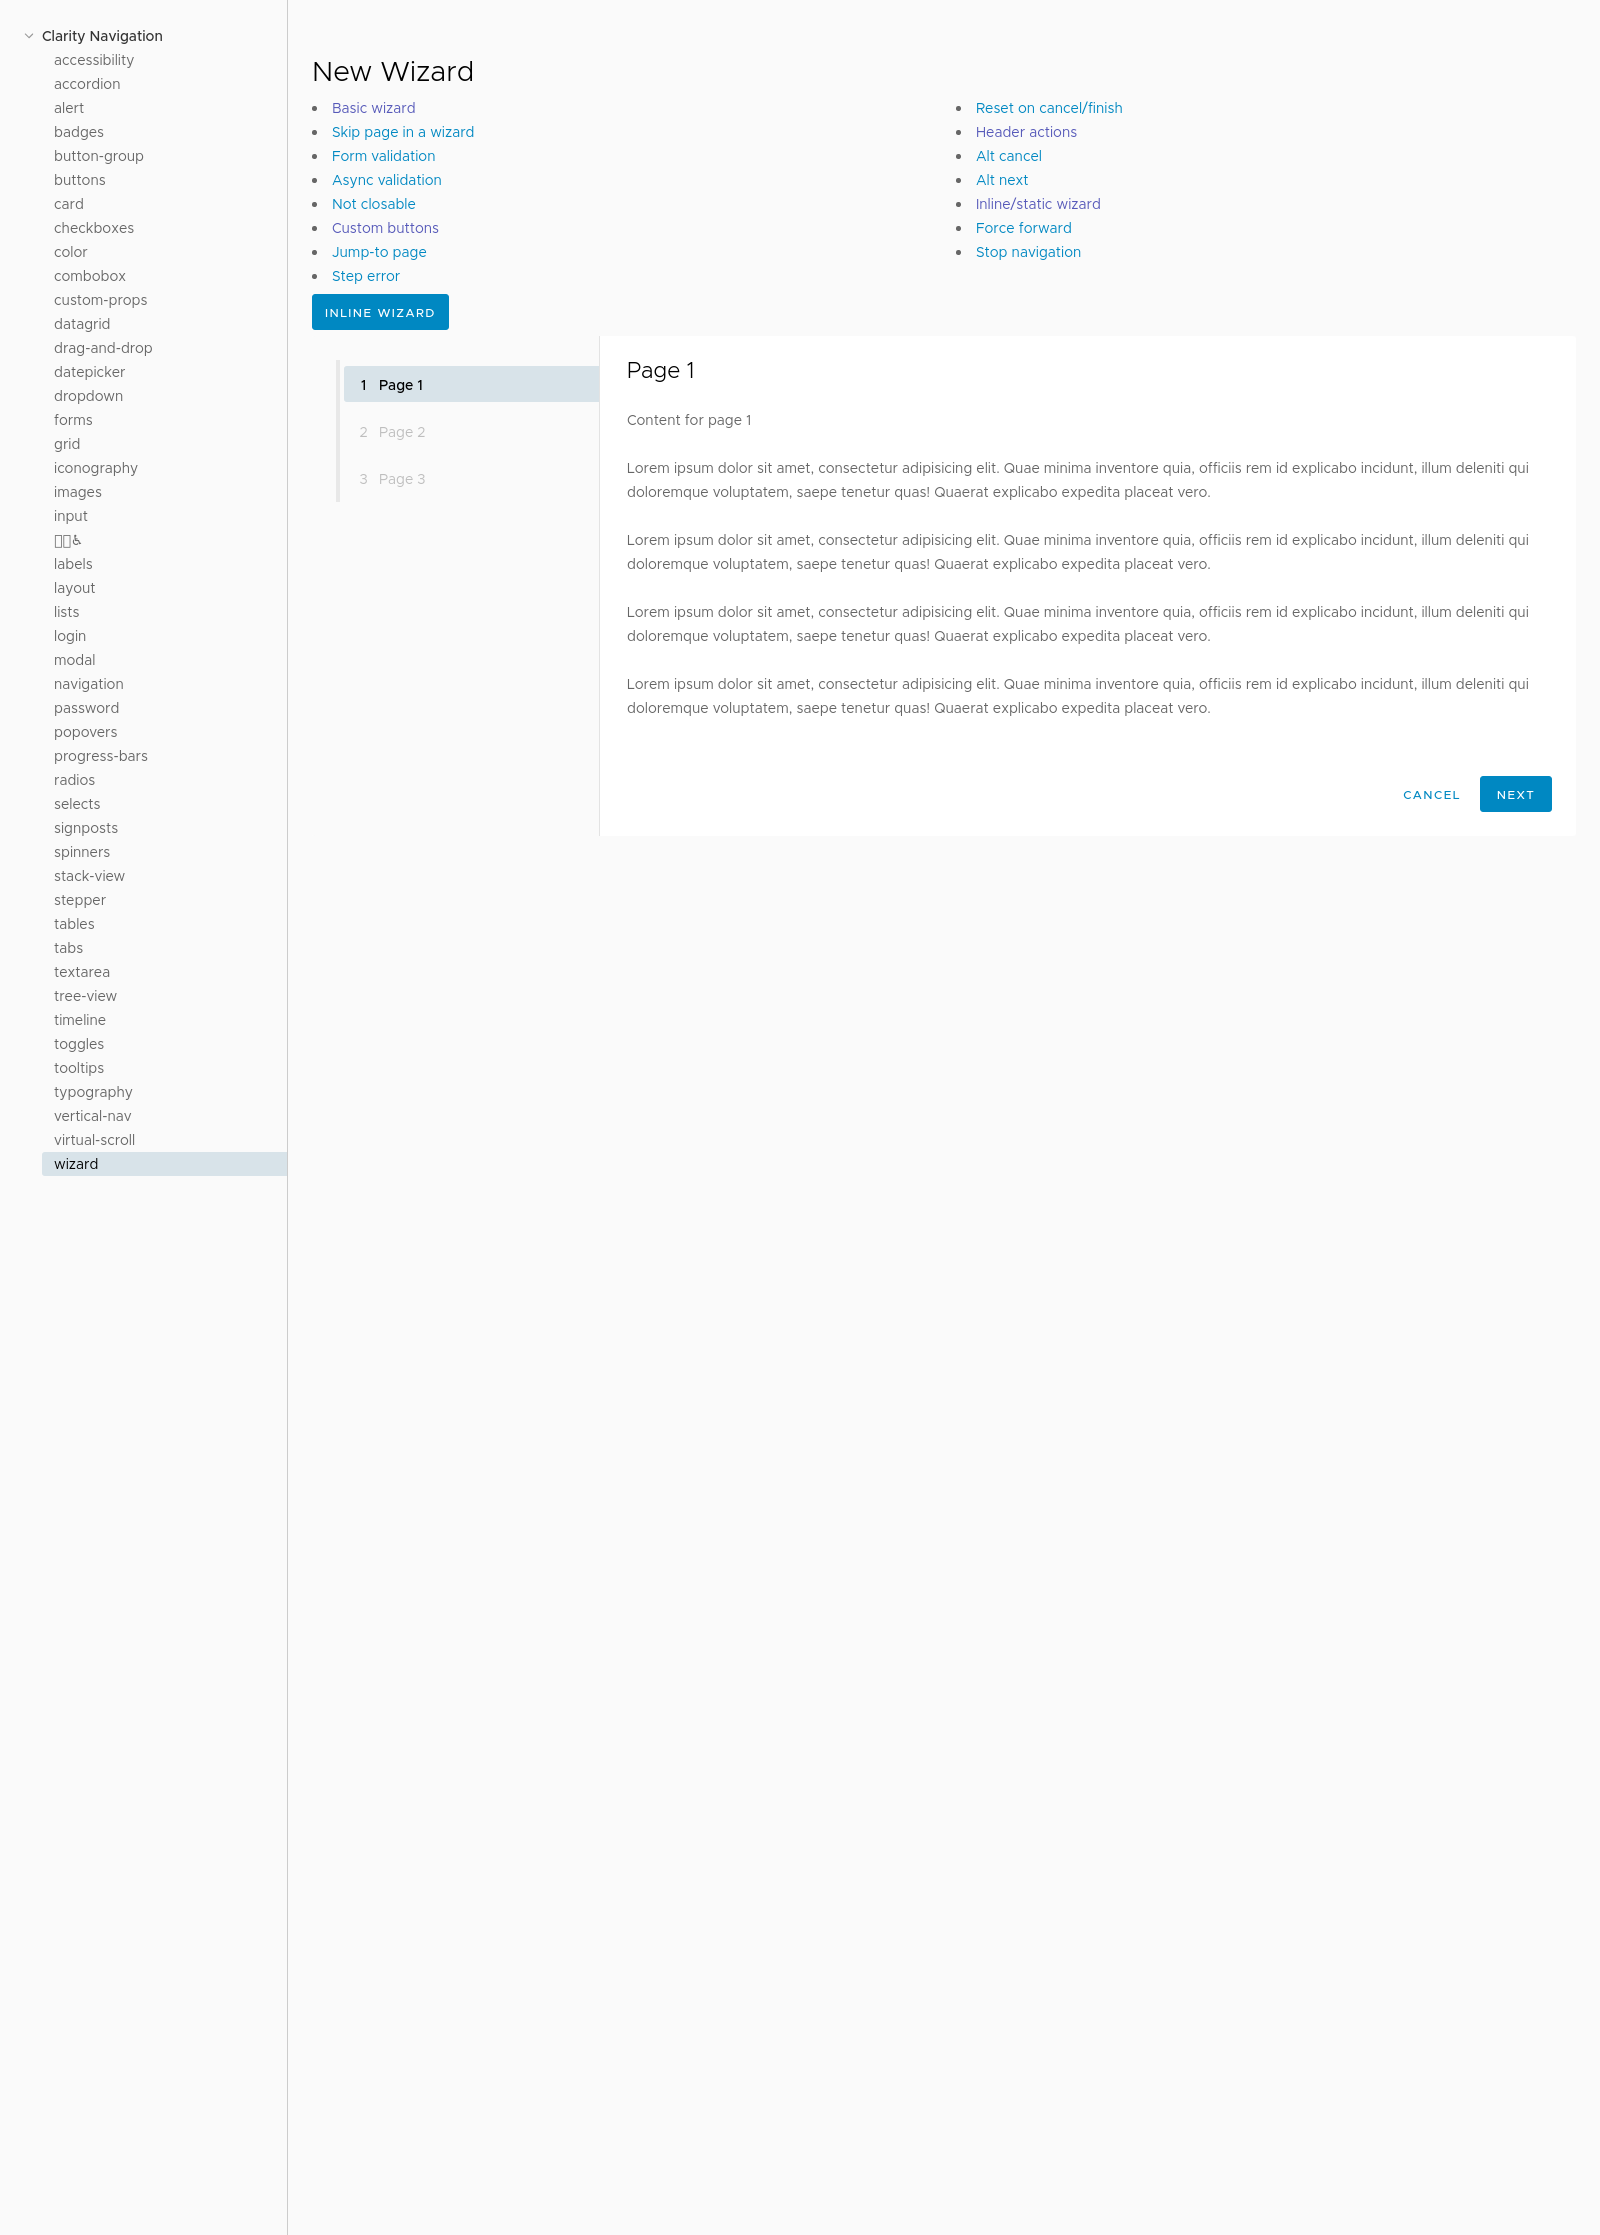 Clarity Navigation
accessibility
accordion
alert
badges
button-group
buttons
card
checkboxes
color
combobox
custom-props
datagrid
drag-and-drop
datepicker
dropdown
forms
grid
iconography
images
input
♿
labels
layout
lists
login
modal
navigation
password
popovers
progress-bars
radios
selects
signposts
spinners
stack-view
stepper
tables
tabs
textarea
tree-view
timeline
toggles
tooltips
typography
vertical-nav
virtual-scroll
wizard
New Wizard
Basic wizard
Skip page in a wizard
Form validation
Async validation
Not closable
Custom buttons
Jump-to page
Step error
Reset on cancel/finish
Header actions
Alt cancel
Alt next
Inline/static wizard
Force forward
Stop navigation
INLINE WIZARD
1 Page 1
2 Page 2
3 Page 3
Page 1
Content for page 1
Lorem ipsum dolor sit amet, consectetur adipisicing elit. Quae minima inventore quia, officiis rem id explicabo incidunt, illum deleniti qui
doloremque voluptatem, saepe tenetur quas! Quaerat explicabo expedita placeat vero.
Lorem ipsum dolor sit amet, consectetur adipisicing elit. Quae minima inventore quia, officiis rem id explicabo incidunt, illum deleniti qui
doloremque voluptatem, saepe tenetur quas! Quaerat explicabo expedita placeat vero.
Lorem ipsum dolor sit amet, consectetur adipisicing elit. Quae minima inventore quia, officiis rem id explicabo incidunt, illum deleniti qui
doloremque voluptatem, saepe tenetur quas! Quaerat explicabo expedita placeat vero.
Lorem ipsum dolor sit amet, consectetur adipisicing elit. Quae minima inventore quia, officiis rem id explicabo incidunt, illum deleniti qui
doloremque voluptatem, saepe tenetur quas! Quaerat explicabo expedita placeat vero.
CANCEL
NEXT